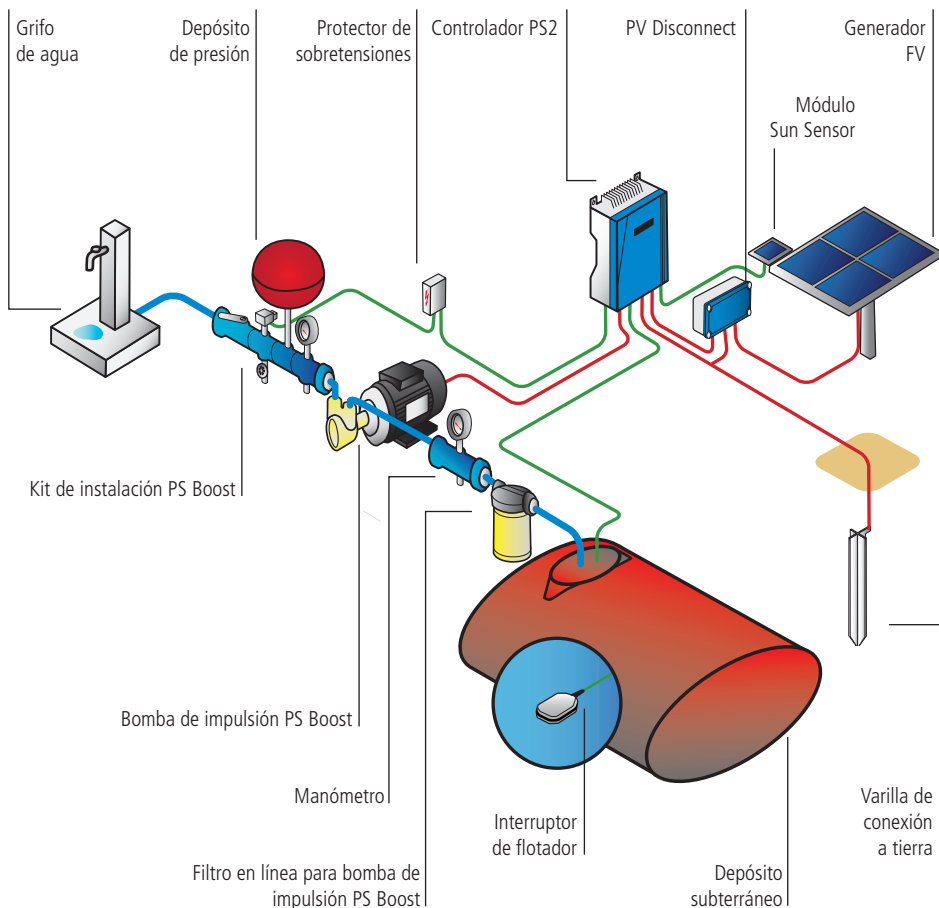 Grifo
de agua
Depósito
de presión
Protector de
sobretensiones
Controlador PS2
PV Disconnect
Generador
FV
Módulo
Sun Sensor
Kit de instalación PS Boost
Bomba de impulsión PS Boost
Manómetro
Filtro en línea para bomba de
impulsión PS Boost
Interruptor
de flotador
Depósito
subterráneo
Varilla de
conexión
a tierra